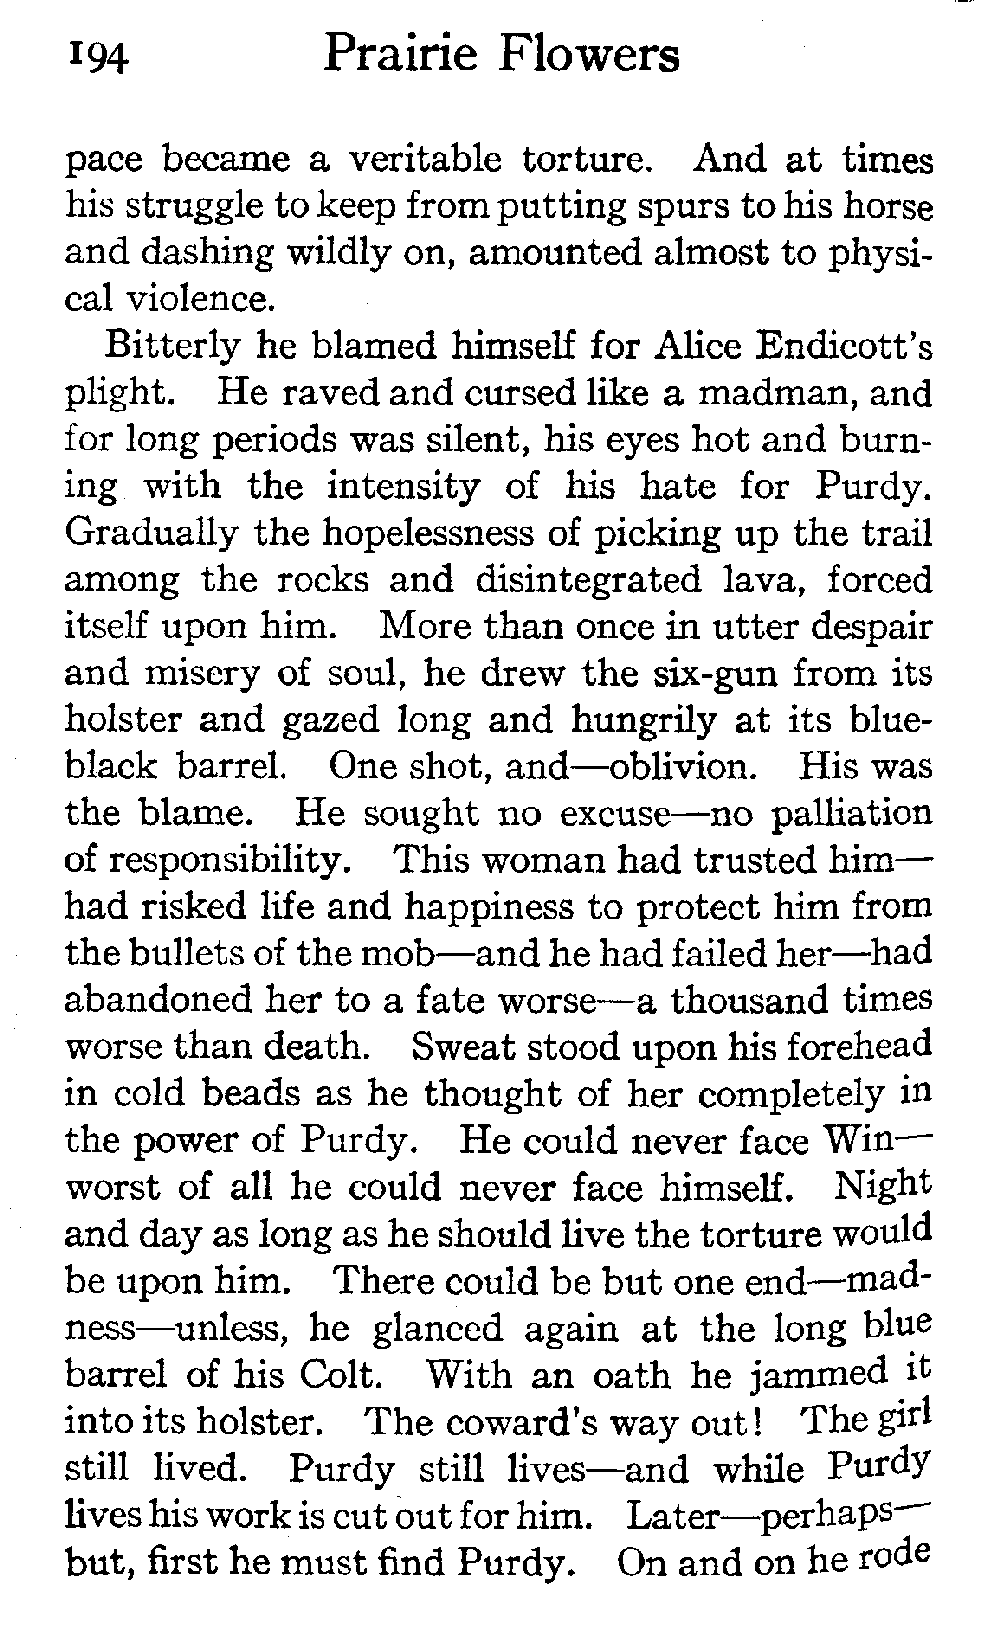 194 Prairie Flowers
pace became a veritable torture. And at times
his struggle to keep from putting spurs to his horse
and dashing wildly on, amounted almost to physi-
cal violence.
Bitterly he blamed himself for Alice Endicott's
plight. He raved and cursed like a madman, and
for long periods was silent, his eyes hot and burn-
ing with the intensity of his hate for Purdy.
Gradually the hopelessness of picking up the trail
among the rocks and disintegrated lava, forced
itself upon him. More than once in utter despair
and misery of soul, he drew the six-gun from its
holster and gazed long and hungrily at its blue-
black barrel. One shot, and—oblivion. His was
the blame. He sought no excuse—no palliation
of responsibility. This woman had trusted him—
had risked life and happiness to protect him from
the bullets of the mob—and he had failed her—had
abandoned her to a fate worse—a thousand times
worse than death. Sweat stood upon his forehead
in cold beads as he thought of her completely in
the power of Purdy. He could never face Win—
worst of all he could never face himself. Night
and day as long as he should live the torture would
be upon him. There could be but one end—mad-
ness—unless, he glanced again at the long blue
barrel of his Colt. With an oath he jammed it
into its holster. The coward's way out! The girl
still lived. Purdy still lives—and while Purdy
lives his work is cut out for him. Later—perhaps—
but, first he must find Purdy. On and on he rode